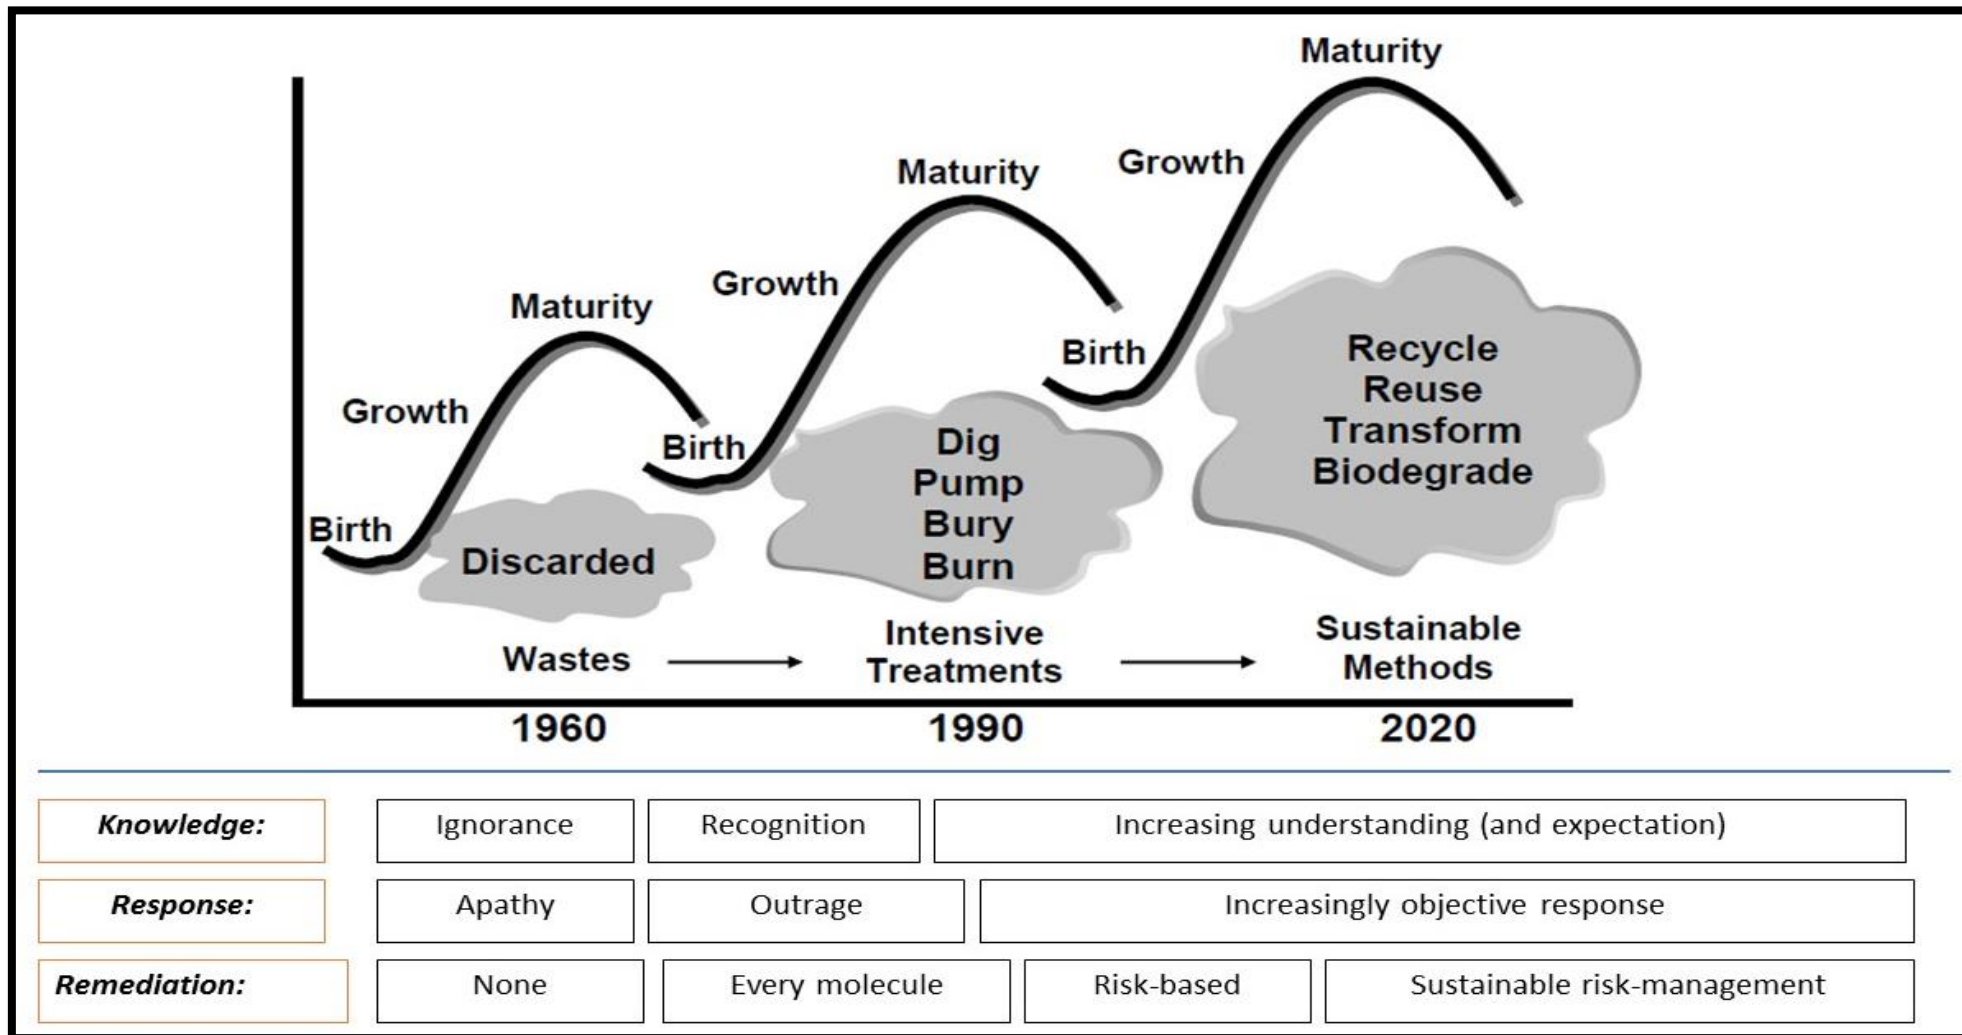 Maturity
Growth
Maturity
Growth
Maturity
Growth
Birth
Birth
Birth
Recycle
Reuse
Transform
Biodegrade
Dig
Pump
Bury
Burn
Discarded
Wastes
Intensive
Treatments
Sustainable
Methods
1960 1990 2020
Knowledge: Ignorance Recognition Increasing understanding (and expectation)
Response: Apathy Outrage Increasingly objective response
Remediation: None Every molecule Risk-based Sustainable risk-management